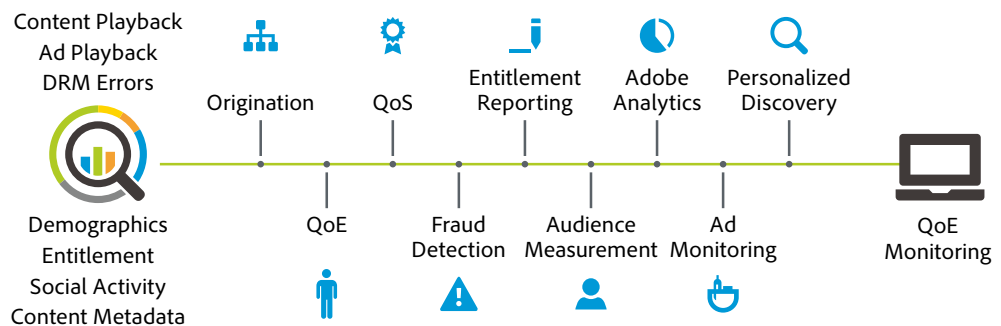 Content Playback
Ad Playback
DRM Errors
Demographics
Entitlement
Social Activity
Content Metadata
Origination
QoS
Entitlement
Reporting
Adobe
Analytics
Personalized
Discovery
QoE
Fraud
Detection
Audience
Measurement
Ad
Monitoring
QoE
Monitoring